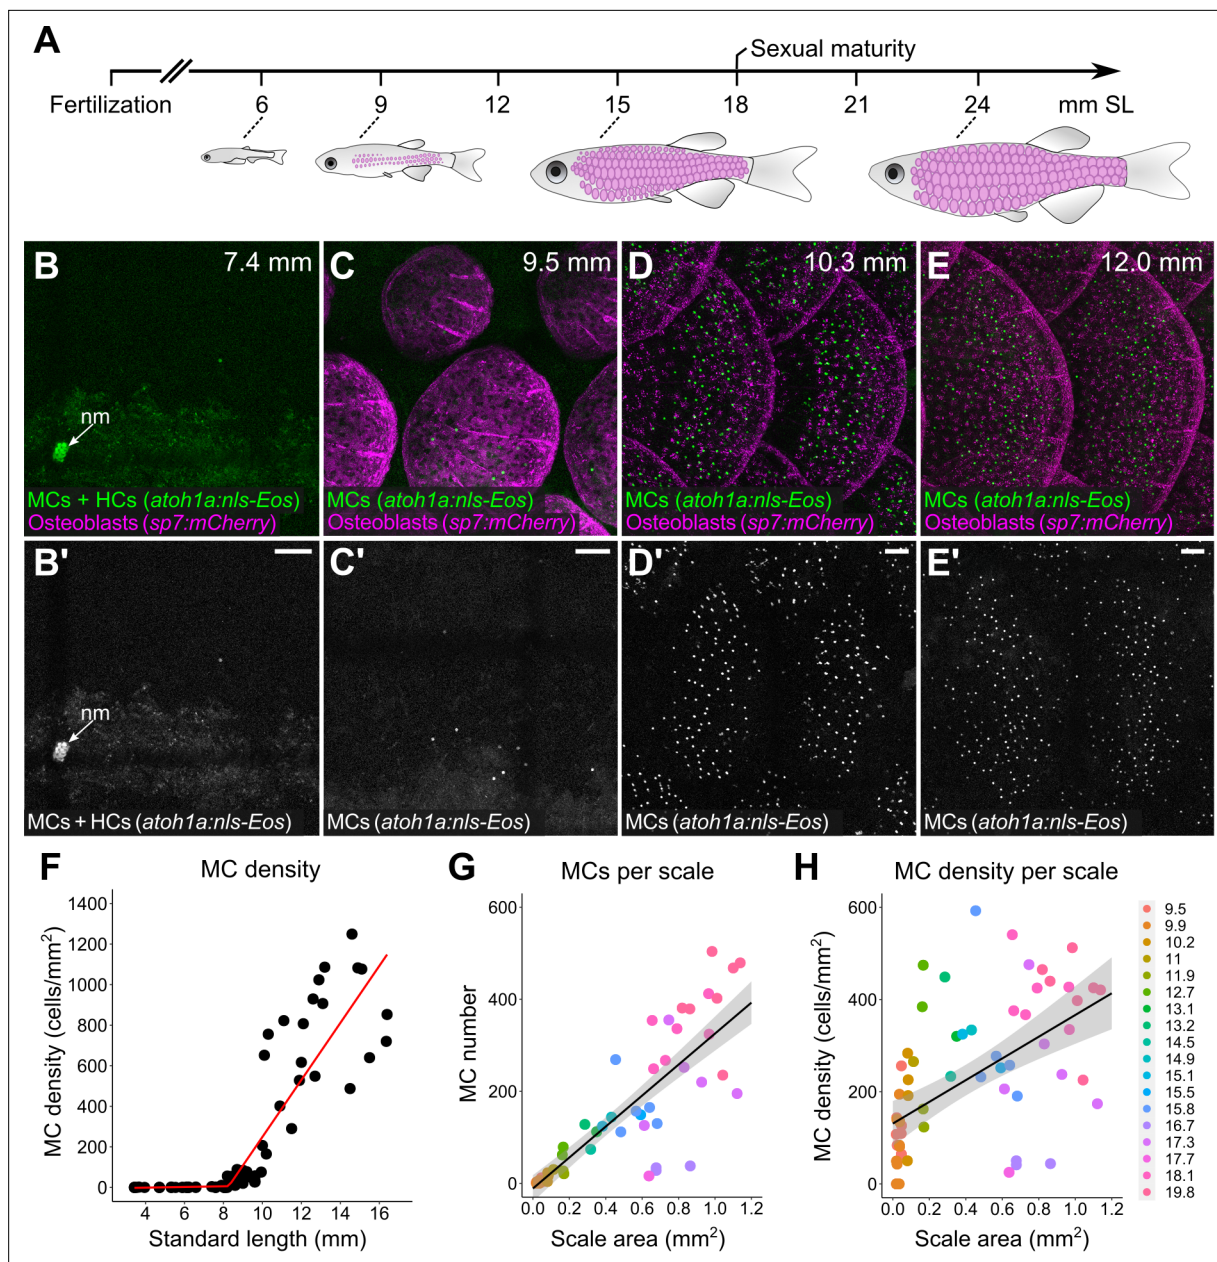 A
Sexual maturity
Fertilization 6 9 12 15 18 21 24 mm SL
B 7.4 mm
nm
MCs + HCs (atoh1a:nls-Eos)
Osteoblasts (sp7:mCherry)
C 9.5 mm
MCs (atoh1a:nls-Eos)
Osteoblasts (sp7:mCherry)
D 10.3 mm
MCs (atoh1a:nls-Eos)
Osteoblasts (sp7:mCherry)
E 12.0 mm
MCs (atoh1a:nls-Eos)
Osteoblasts (sp7:mCherry)
B'
nm
MCs + HCs (atoh1a:nls-Eos)
C'
MCs (atoh1a:nls-Eos)
D'
MCs (atoh1a:nls-Eos)
E'
MCs (atoh1a:nls-Eos)
F
MC density
MC density (cells/mm²)
1400
1200
1000
800
600
400
200
0
4 6 8 10 12 14 16
Standard length (mm)
G
MCs per scale
MC number
600
400
200
0
0.0 0.2 0.4 0.6 0.8 1.0 1.2
Scale area (mm²)
H
MC density per scale
MC density (cells/mm²)
600
400
200
0
0.0 0.2 0.4 0.6 0.8 1.0 1.2
Scale area (mm²)
9.5
9.9
10.2
11
11.9
12.7
13.1
13.2
14.5
14.9
15.1
15.5
15.8
16.7
17.3
17.7
18.1
19.8